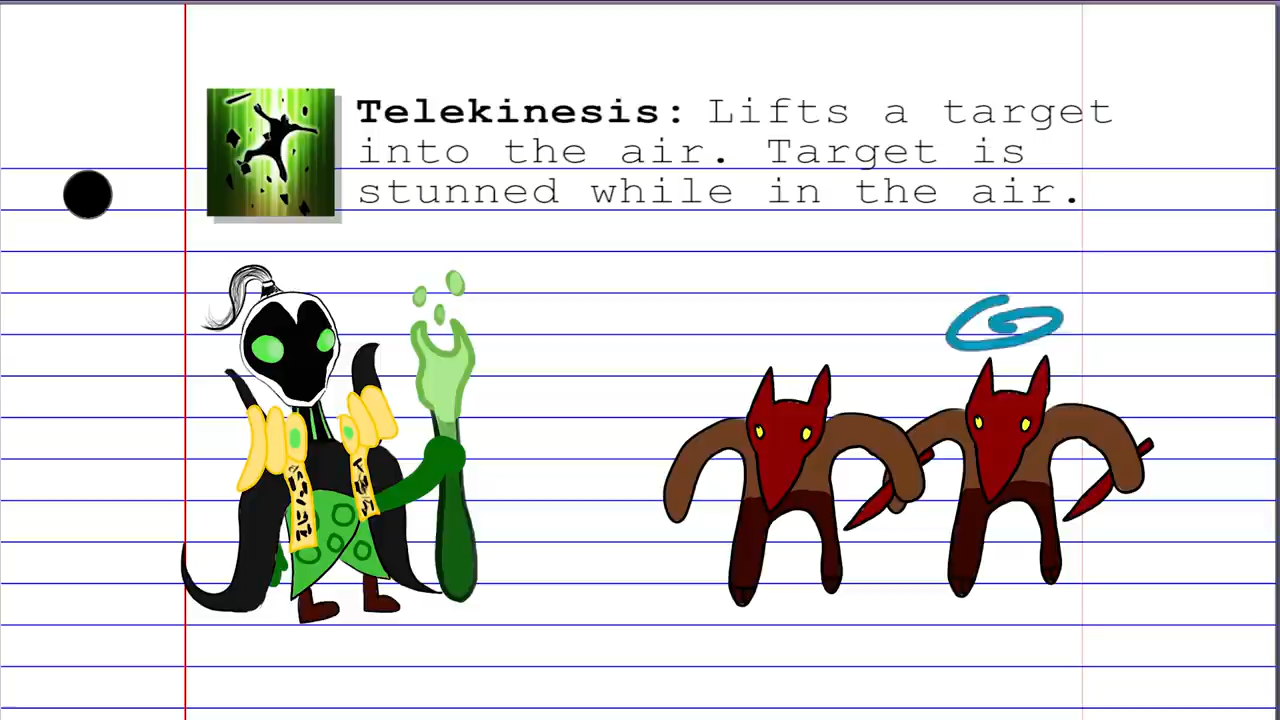 Telekinesis: Lifts a target
into the air. Target is
stunned while in the air.